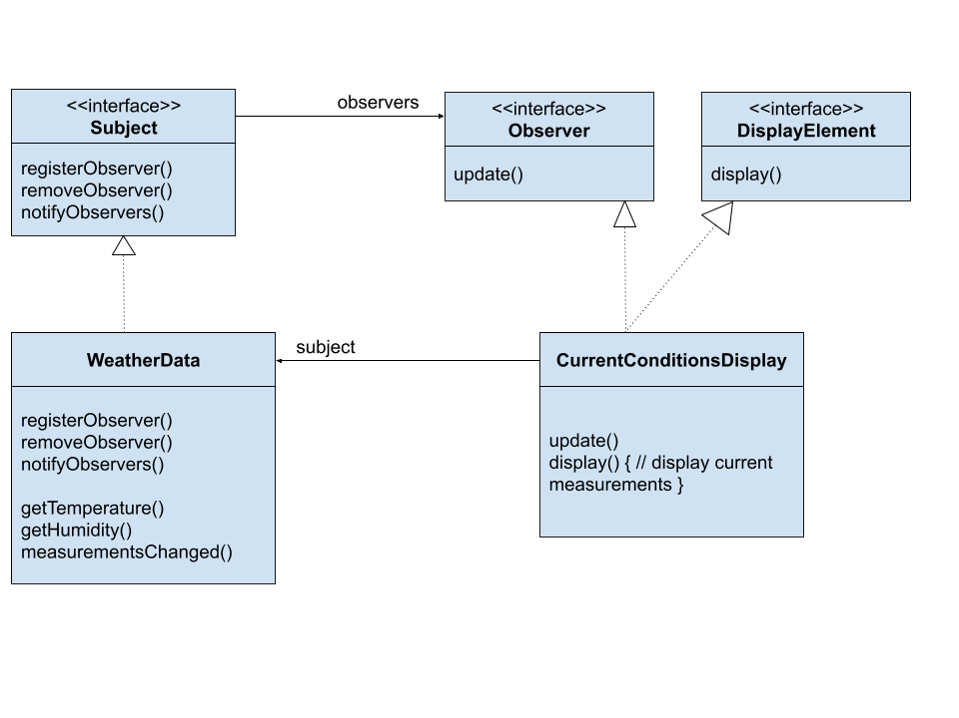 <<interface>>
Subject
registerObserver()
removeObserver()
notifyObservers()
observers
<<interface>>
Observer
update()
<<interface>>
DisplayElement
display()
WeatherData
registerObserver()
removeObserver()
notifyObservers()
getTemperature()
getHumidity()
measurementsChanged()
subject
CurrentConditionsDisplay
update()
display() { // display current
measurements }